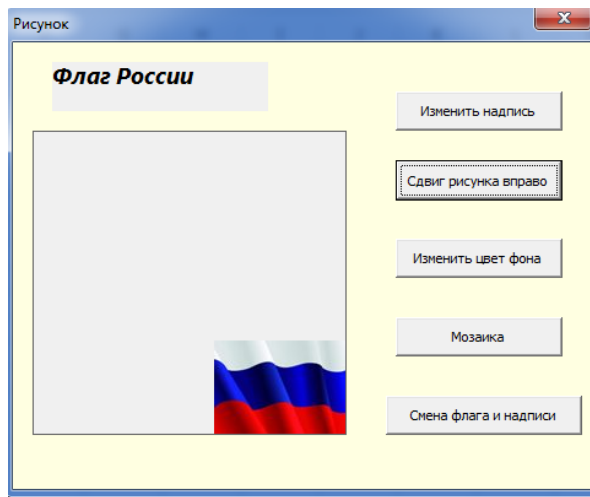 Рисунок
Флаг России
Изменить надпись
Сдвиг рисунка вправо
Изменить цвет фона
Мозаика
Смена флага и надписи